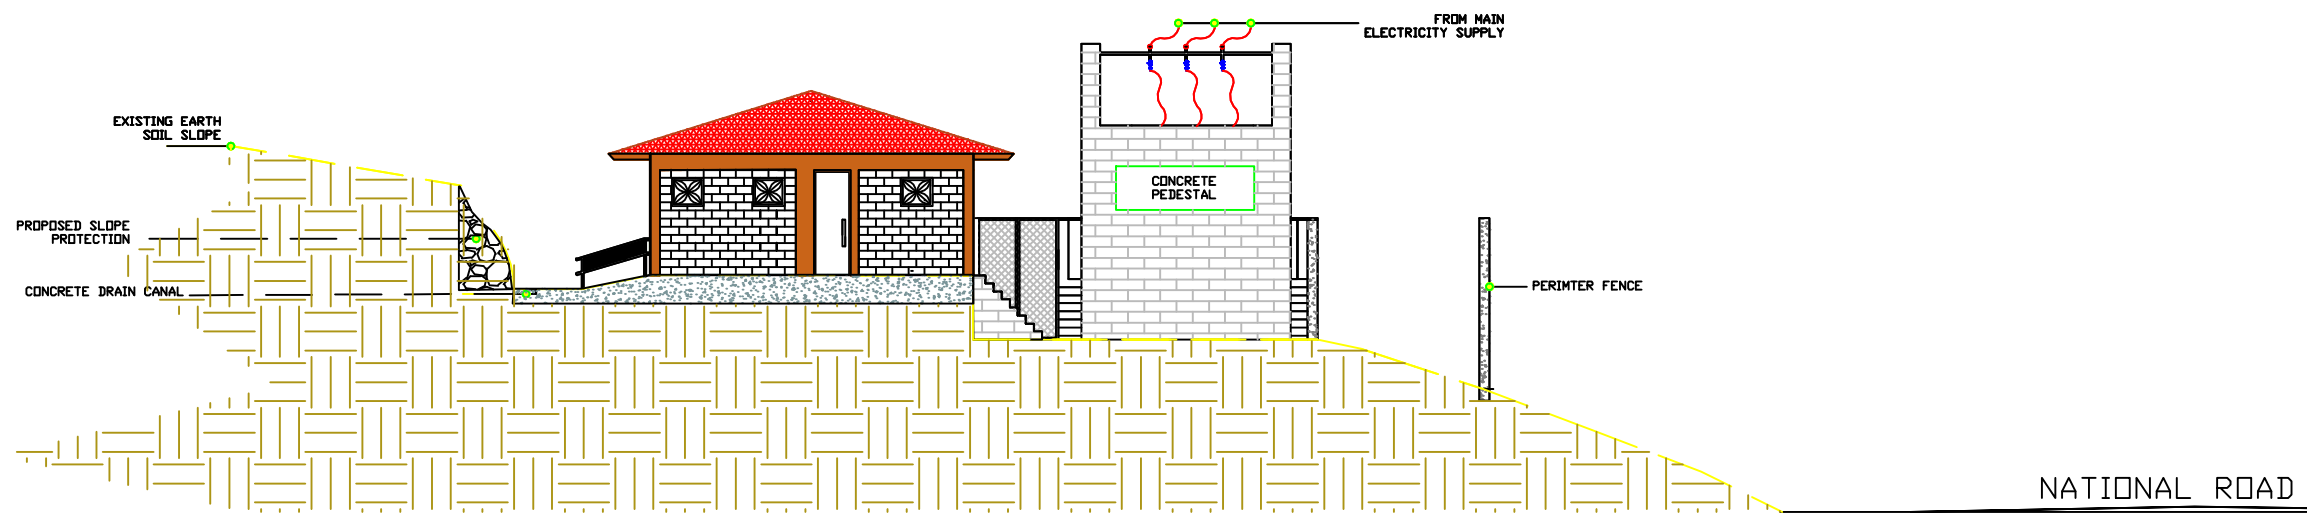 FROM MAIN
ELECTRICITY SUPPLY
EXISTING EARTH
SOIL SLOPE
CONCRETE
PEDESTAL
PROPOSED SLOPE
PROTECTION
CONCRETE DRAIN CANAL
PERIMTER FENCE
NATIONAL ROAD